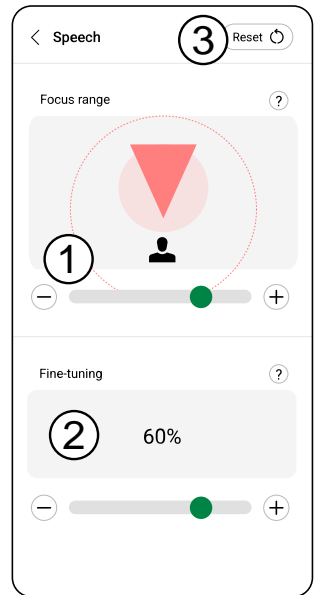 Speech
3
Reset
Focus range
?
1
Fine-tuning
?
2
60%